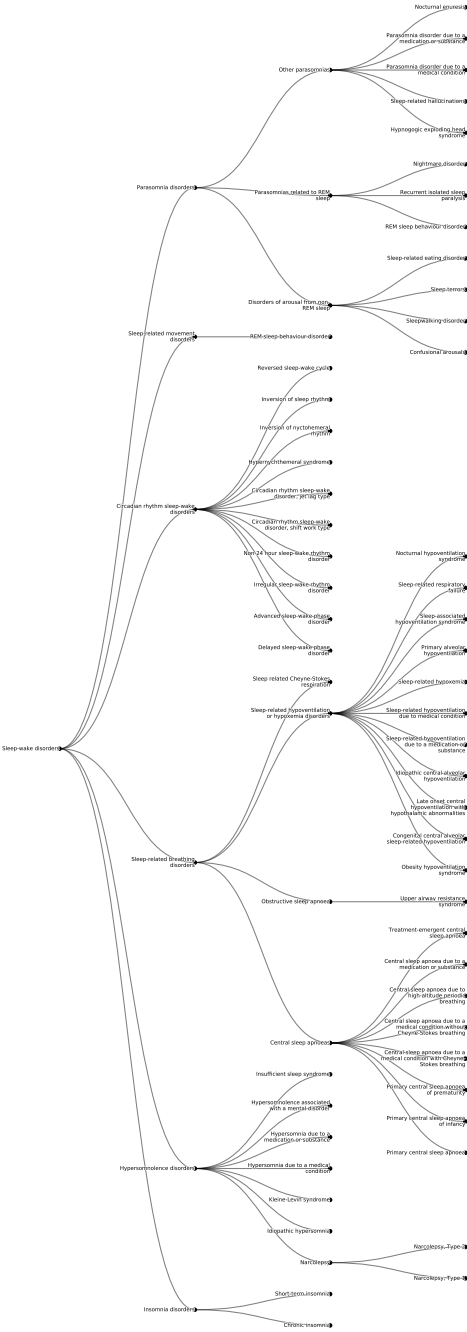 Nocturnal enuresis
Parasomnia disorder due to a
medication or substance
Other parasomnias
Parasomnia disorder due to a
medical condition
Sleep-related hallucinations
Hypnogogic exploding head
syndrome
Nightmare disorder
Parasomnia disorders
Parasomnias related to REM
sleep
Recurrent isolated sleep
paralysis
REM sleep behaviour disorder
Sleep-related eating disorder
Sleep terrors
Disorders of arousal from non-
REM sleep
Sleepwalking disorder
Sleep-related movement
disorders
REM sleep behaviour disorder
Confusional arousals
Reversed sleep-wake cycle
Inversion of sleep rhythm
Inversion of nyctohemeral
rhythm
Hypernychthemeral syndrome
Circadian rhythm sleep-wake
disorder, jet lag type
Circadian rhythm sleep-wake
disorders
Circadian rhythm sleep-wake
disorder, shift work type
Non-24 hour sleep-wake rhythm
disorder
Nocturnal hypoventilation
syndrome
Irregular sleep-wake rhythm
disorder
Sleep-related respiratory
failure
Advanced sleep-wake phase
disorder
Sleep-associated
hypoventilation syndrome
Delayed sleep-wake phase
disorder
Primary alveolar
hypoventilation
Sleep related Cheyne-Stokes
respiration
Sleep-related hypoxemia
Sleep-related hypoventilation
or hypoxemia disorders
Sleep-related hypoventilation
due to medical condition
Sleep-wake disorders
Sleep-related hypoventilation
due to a medication or
substance
Idiopathic central alveolar
hypoventilation
Late onset central
hypoventilation with
hypothalamic abnormalities
Congenital central alveolar
sleep-related hypoventilation
Sleep-related breathing
disorders
Obesity hypoventilation
syndrome
Obstructive sleep apnoea
Upper airway resistance
syndrome
Treatment-emergent central
sleep apnoea
Central sleep apnoea due to a
medication or substance
Central sleep apnoea due to
high-altitude periodic
breathing
Central sleep apnoea due to a
medical condition without
Cheyne-Stokes breathing
Central sleep apnoeas
Central sleep apnoea due to a
medical condition with Cheyne-
Stokes breathing
Insufficient sleep syndrome
Primary central sleep apnoea
of prematurity
Hypersomnolence associated
with a mental disorder
Primary central sleep apnoea
of infancy
Hypersomnia due to a
medication or substance
Primary central sleep apnoea
Hypersomnolence disorders
Hypersomnia due to a medical
condition
Kleine-Levin syndrome
Idiopathic hypersomnia
Narcolepsy
Narcolepsy, Type
Narcolepsy, Type
Short-term insomnia
Insomnia disorders
Chronic insomnia